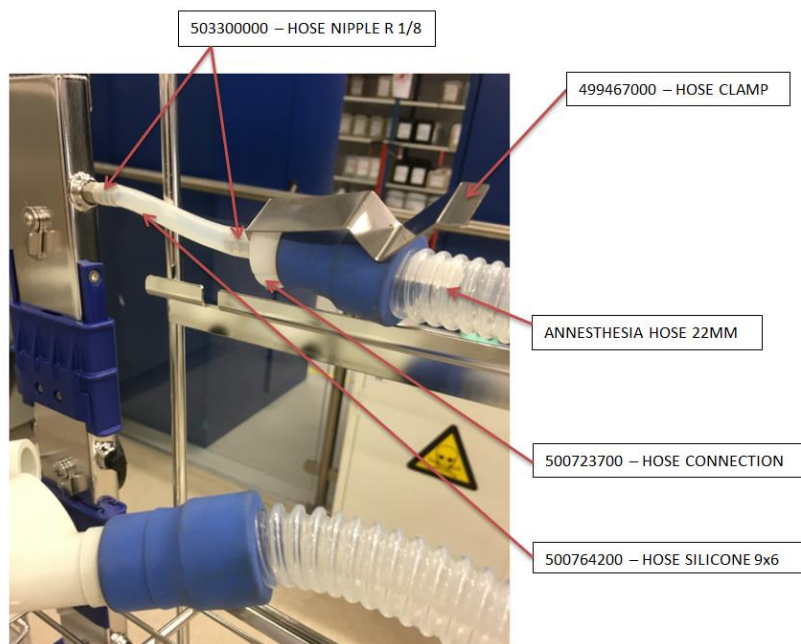 503300000 – HOSE NIPPLE R 1/8
499467000 – HOSE CLAMP
ANNESTHESIA HOSE 22MM
500723700 – HOSE CONNECTION
500764200 – HOSE SILICONE 9x6